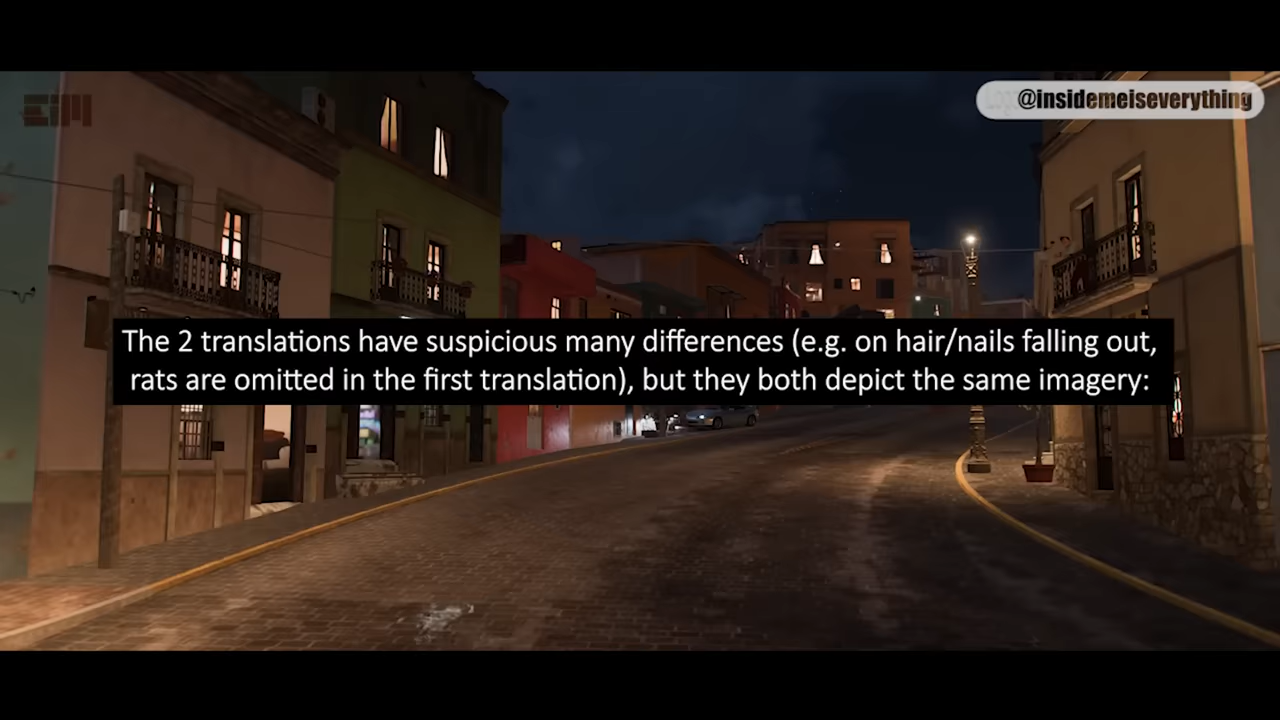 EIM
@insidemeiseverything
The 2 translations have suspicious many differences (e.g. on hair/nails falling out,
rats are omitted in the first translation), but they both depict the same imagery: